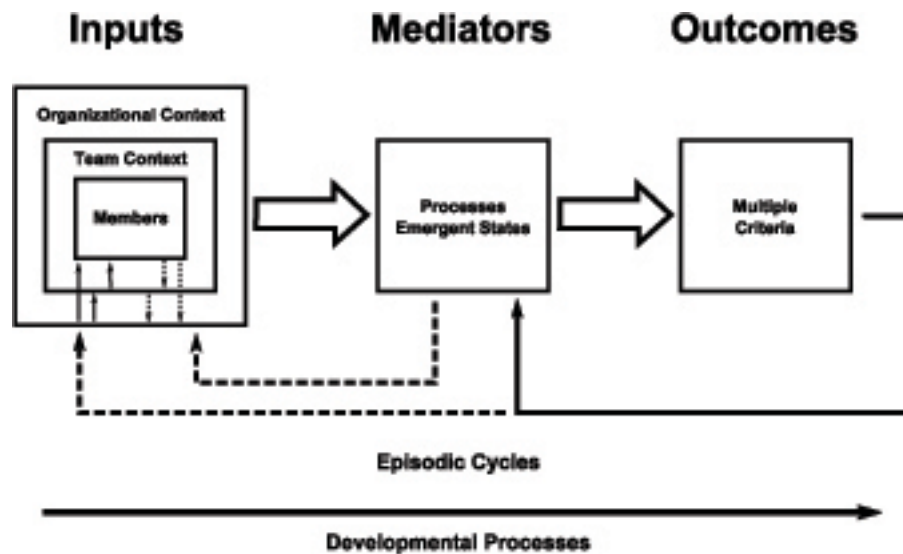 Inputs
Mediators
Outcomes
Organizational Context
Team Context
Members
Processes
Emergent States
Multiple
Criteria
Episodic Cycles
Developmental Processes